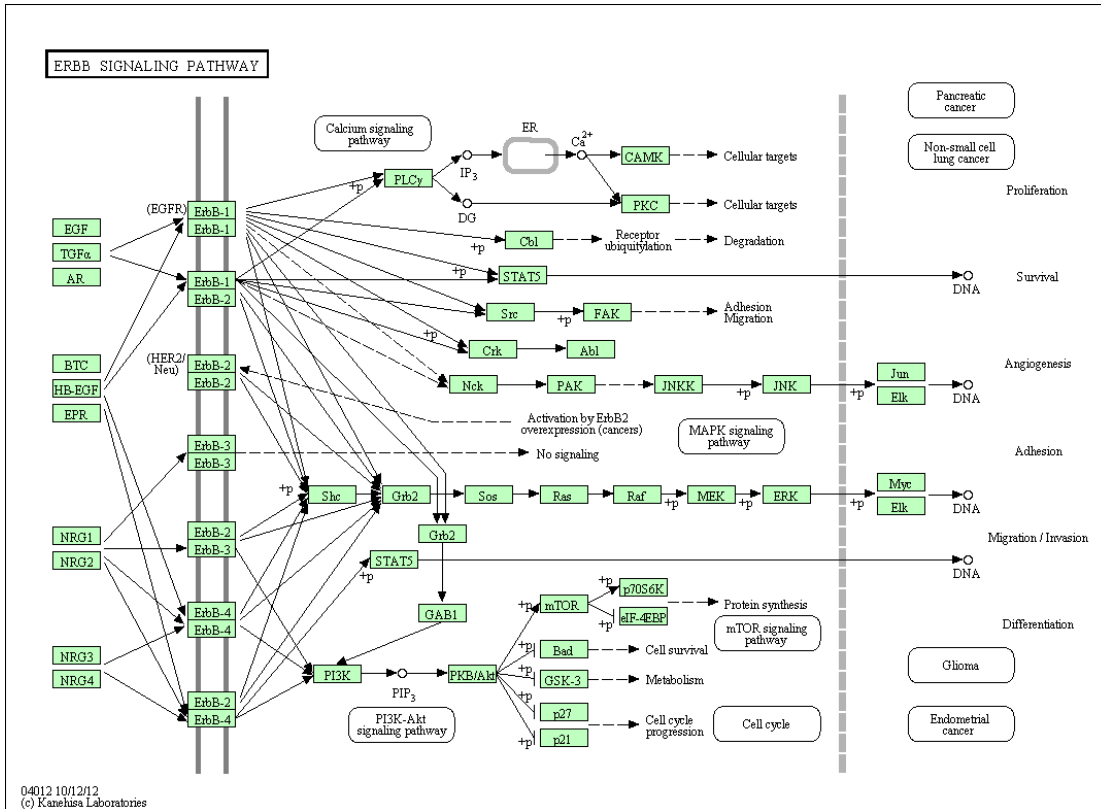 ERBB SIGNALING PATHWAY
Calcium signaling
pathway
ER
Ca2+
IP3
DG
+p
PLCγ
CAMK
Cellular targets
PKC
Cellular targets
Pancreatic
cancer
Non-small cell
lung cancer
Proliferation
(EGFR)
ErbB-1
ErbB-1
EGF
TGFα
AR
ErbB-1
ErbB-2
+p
Cbl
Receptor
ubiquitylation
Degradation
+p
STAT5
DNA
Survival
Src
+p
FAK
Adhesion
Migration
+p
Crk
Abl
(HER2/
Neu)
ErbB-2
ErbB-2
BTC
HB-EGF
EPR
Nck
PAK
JNKK
+p
JNK
+p
Jun
Elk
DNA
Angiogenesis
Activation by ErbB2
overexpression (cancers)
MAPK signaling
pathway
ErbB-3
ErbB-3
No signaling
Adhesion
+p
Shc
Grb2
Sos
Ras
Raf
+p
MEK
+p
ERK
+p
Myc
Elk
DNA
NRG1
NRG2
ErbB-2
ErbB-3
Grb2
STAT5
+p
DNA
Migration / Invasion
ErbB-4
ErbB-4
GAB1
+p
mTOR
+p
p70S6K
+p
eIF-4EBP
Protein synthesis
mTOR signaling
pathway
Differentiation
NRG3
NRG4
ErbB-2
ErbB-4
PI3K
PIP3
PKB/Akt
+p
Bad
Cell survival
+p
GSK-3
Metabolism
+p
p27
+p
p21
Cell cycle
progression
Cell cycle
PI3K-Akt
signaling pathway
Glioma
Endometrial
cancer
04012 10/12/12
(c) Kanehisa Laboratories